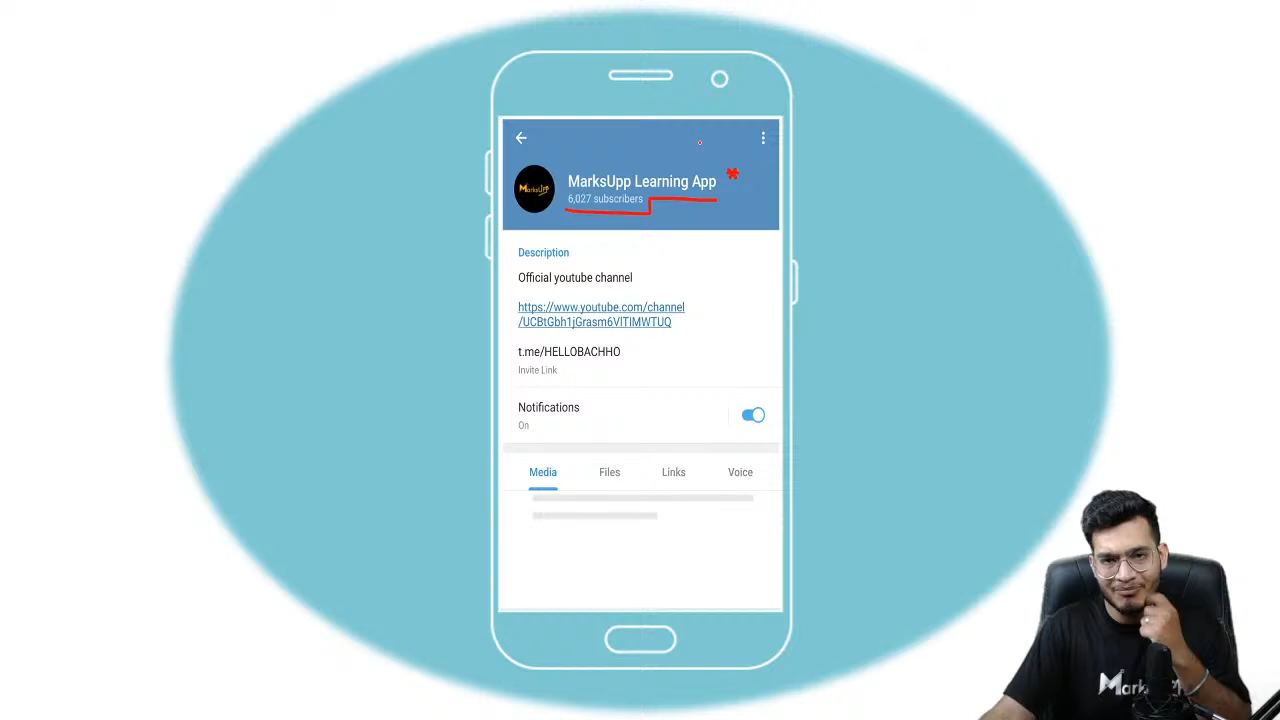 MarksUpp
MarksUpp Learning App
6,027 subscribers
Description
Official youtube channel
https://www.youtube.com/channel
/UCBtGbh1jGrasm6VlTIMWTUQ
t.me/HELLOBACHHO
Invite Link
Notifications
On
Media Files Links Voice